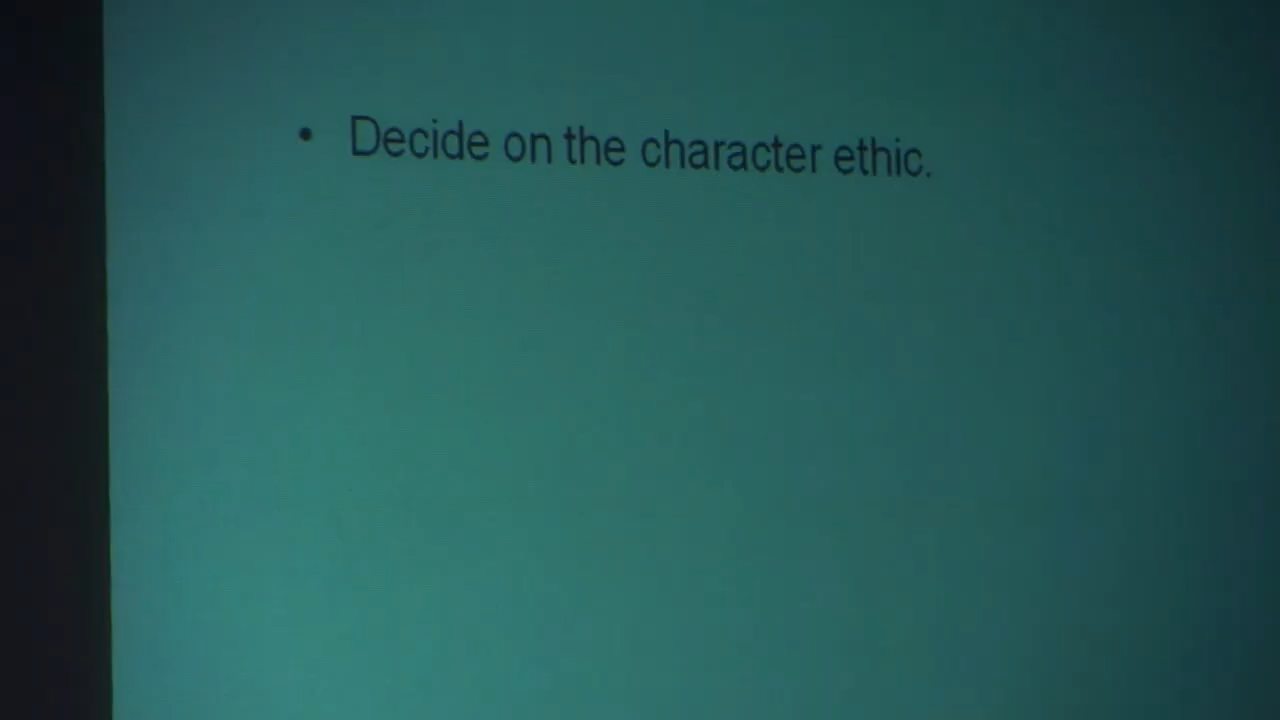 • Decide on the character ethic.